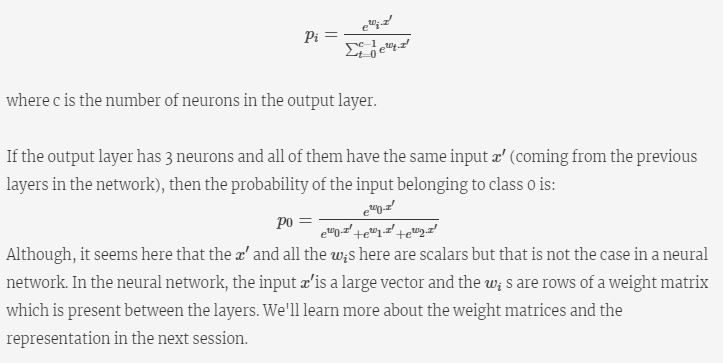 p_i = \frac{e^{w_i.x'}}{\sum_{t=0}^{c-1} e^{w_t.x'}}
where c is the number of neurons in the output layer.
If the output layer has 3 neurons and all of them have the same input x' (coming from the previous
layers in the network), then the probability of the input belonging to class 0 is:
p_0 = \frac{e^{w_0.x'}}{e^{w_0.x'}+e^{w_1.x'}+e^{w_2.x'}}
Although, it seems here that the x' and all the w_is here are scalars but that is not the case in a neural
network. In the neural network, the input x'is a large vector and the w_i s are rows of a weight matrix
which is present between the layers. We'll learn more about the weight matrices and the
representation in the next session.